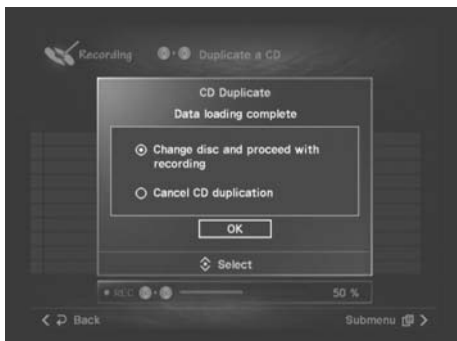 Recording Duplicate a CD
CD Duplicate
Data loading complete
Change disc and proceed with
recording
Cancel CD duplication
OK
Select
REC 50 %
Back Submenu